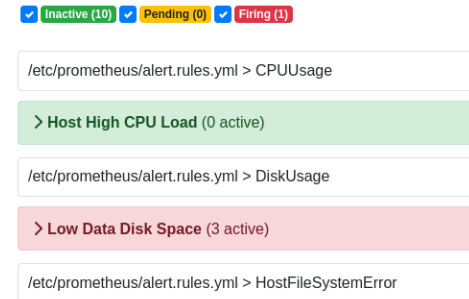 Inactive (10) Pending (0) Firing (1)
/etc/prometheus/alert.rules.yml > CPUUsage
Host High CPU Load (0 active)
/etc/prometheus/alert.rules.yml > DiskUsage
Low Data Disk Space (3 active)
/etc/prometheus/alert.rules.yml > HostFileSystemError